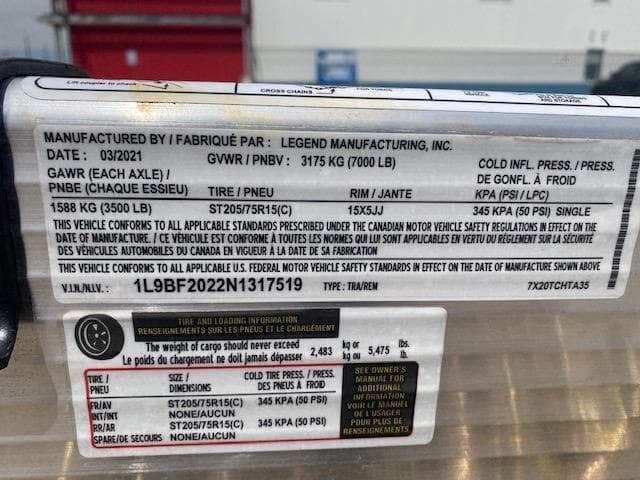 Lift coupler to check
CROSS CHAINS
AND STORAGE
MANUFACTURED BY / FABRIQUÉ PAR : LEGEND MANUFACTURING, INC.
DATE : 03/2021 GVWR / PNBV : 3175 KG (7000 LB)
GAWR (EACH AXLE) / PNBE (CHAQUE ESSIEU) TIRE / PNEU RIM / JANTE COLD INFL. PRESS. / PRESS. DE GONFL. À FROID KPA (PSI / LPC)
1588 KG (3500 LB) ST205/75R15(C) 15X5JJ 345 KPA (50 PSI) SINGLE
THIS VEHICLE CONFORMS TO ALL APPLICABLE STANDARDS PRESCRIBED UNDER THE CANADIAN MOTOR VEHICLE SAFETY REGULATIONS IN EFFECT ON THE
DATE OF MANUFACTURE. / CE VÉHICULE EST CONFORME À TOUTES LES NORMES QUI LUI SONT APPLICABLES EN VERTU DU RÉGLEMENT SUR LA SÉCURITÉ
DES VÉHICULES AUTOMOBILES DU CANADA EN VIGUEUR À LA DATE DE SA FABRICATION
THIS VEHICLE CONFORMS TO ALL APPLICABLE U.S. FEDERAL MOTOR VEHICLE SAFETY STANDARDS IN EFFECT ON THE DATE OF MANUFACTURE SHOWN ABOVE
V.I.N./N.I.V. : 1L9BF2022N1317519 TYPE : TRA/REM 7X20TCHTA35
TIRE AND LOADING INFORMATION
RENSEIGNEMENTS SUR LES PNEUS ET LE CHARGEMENT
The weight of cargo should never exceed 2,483 kg or 5,475 lbs.
Le poids du chargement ne doit jamais dépasser kg ou lb.
TIRE / PNEU SIZE / DIMENSIONS COLD TIRE PRESS. / PRESS. DES PNEUS À FROID
FR/AV ST205/75R15(C) 345 KPA (50 PSI)
INT/INT NONE/AUCUN
RR/AR ST205/75R15(C) 345 KPA (50 PSI)
SPARE/DE SECOURS NONE/AUCUN
SEE OWNER'S
MANUAL FOR
ADDITIONAL
INFORMATION
VOIR LE MANUEL
DE L'USAGER
POUR PLUS DE
RENSEIGNEMENTS